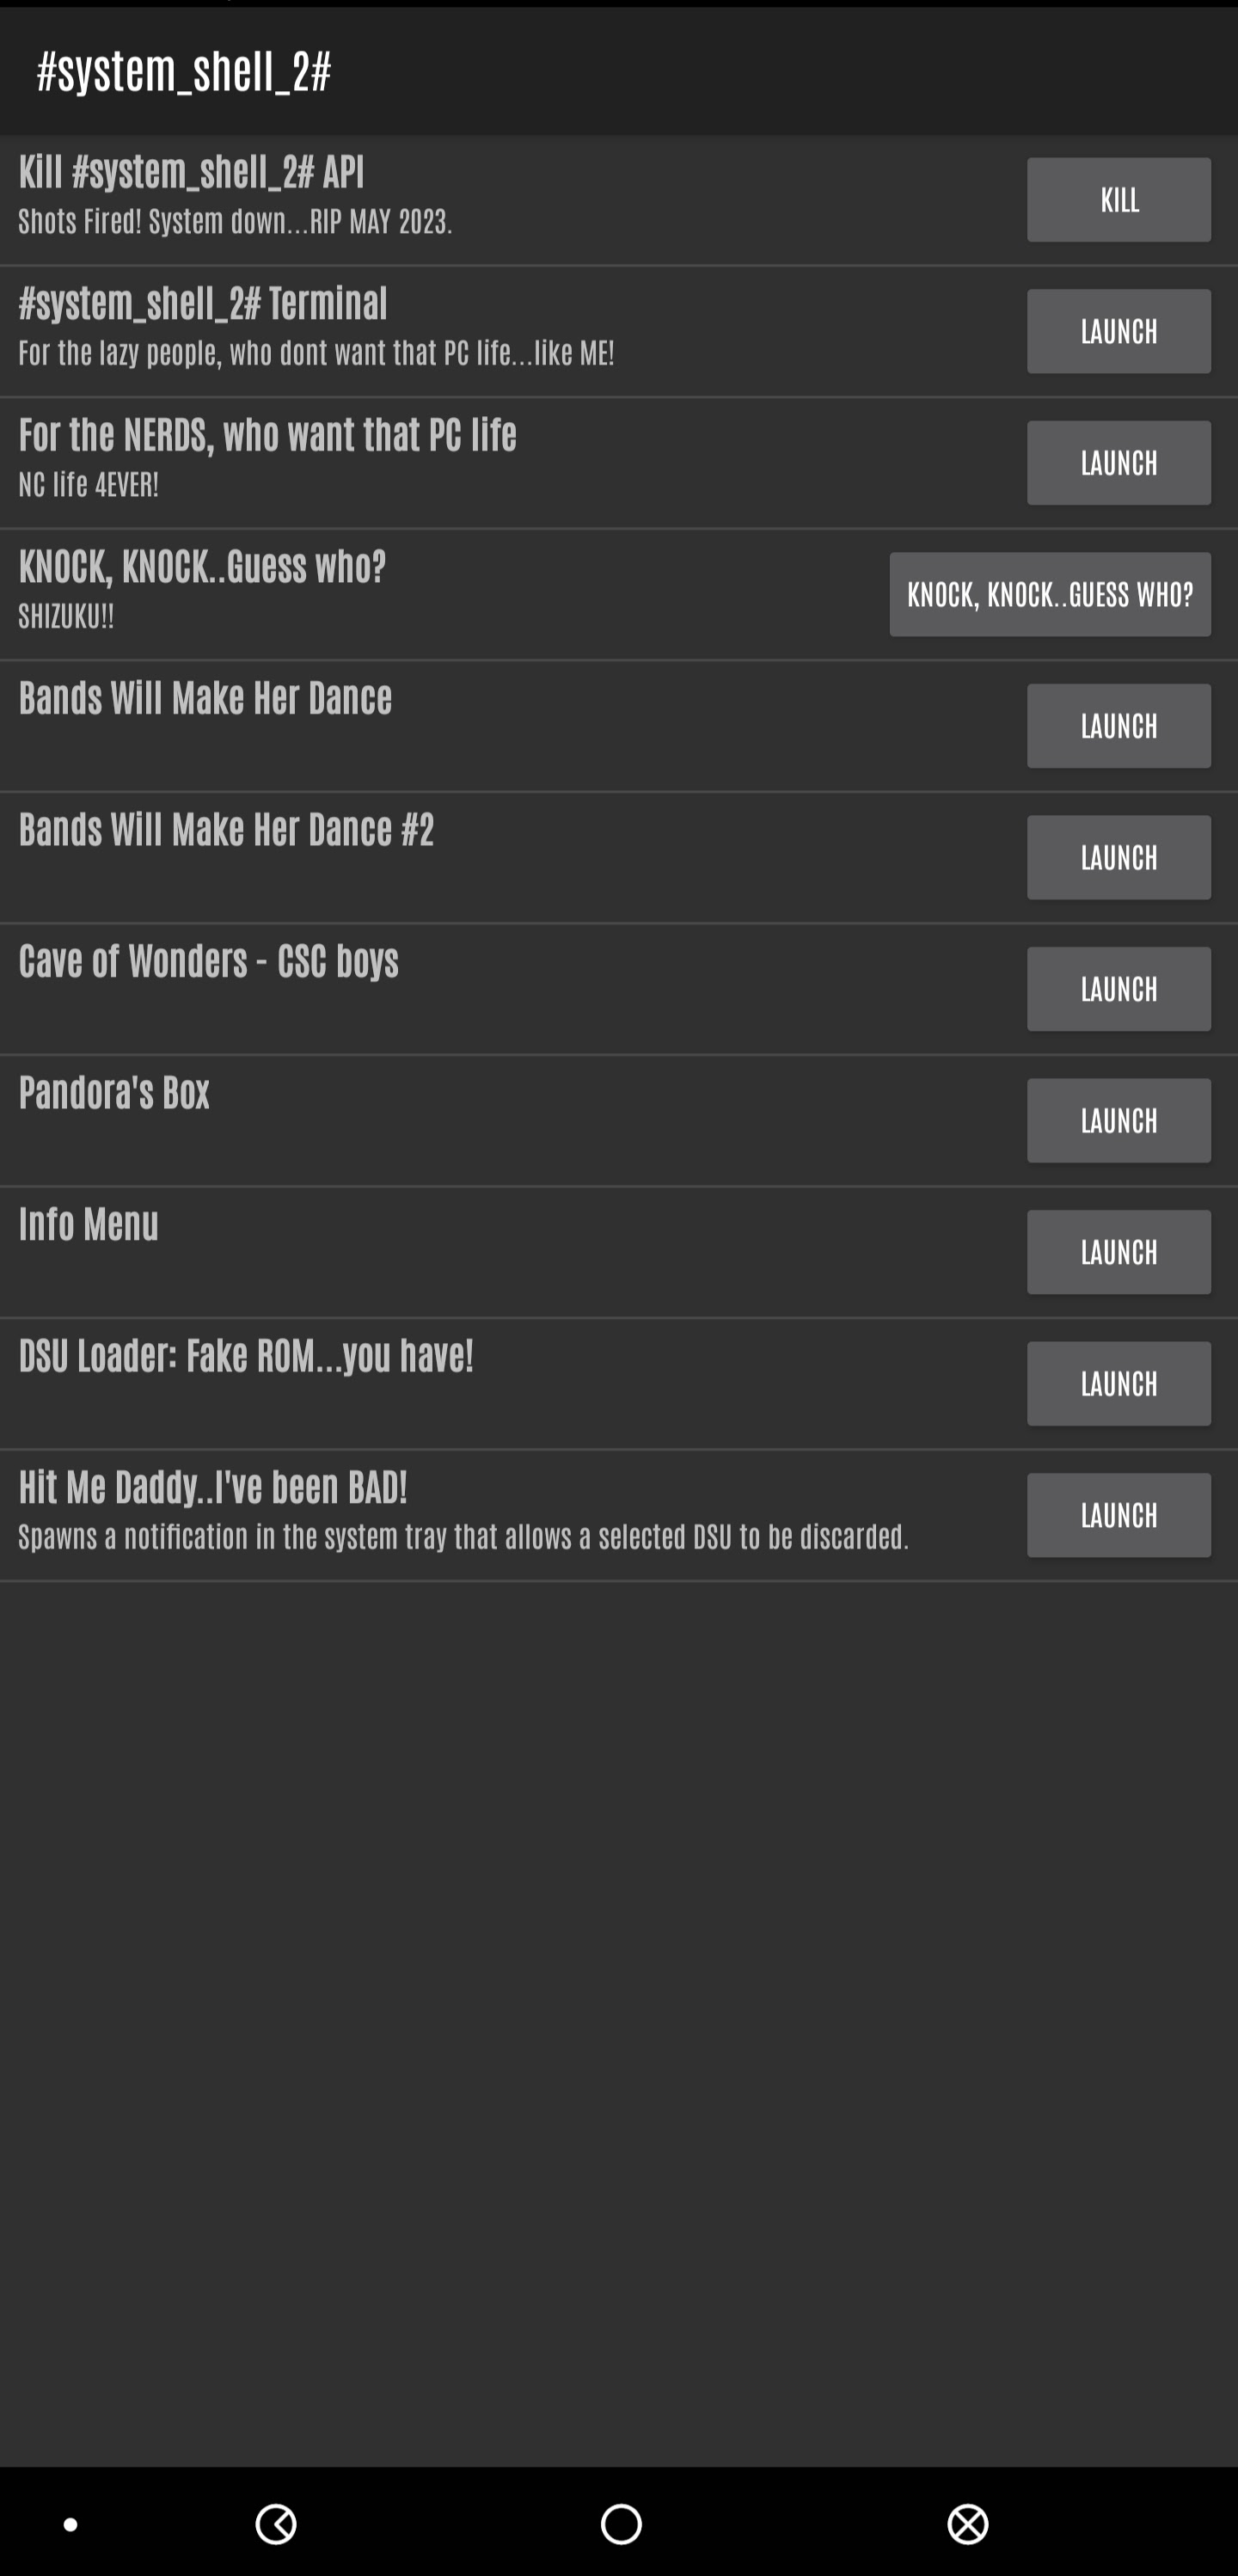 #system_shell_2#
Kill #system_shell_2# API
Shots Fired! System down...RIP MAY 2023.
KILL
#system_shell_2# Terminal
For the lazy people, who dont want that PC life...like ME!
LAUNCH
For the NERDS, who want that PC life
NC life 4EVER!
LAUNCH
KNOCK, KNOCK..Guess who?
SHIZUKU!!
KNOCK, KNOCK..GUESS WHO?
Bands Will Make Her Dance
LAUNCH
Bands Will Make Her Dance #2
LAUNCH
Cave of Wonders - CSC boys
LAUNCH
Pandora's Box
LAUNCH
Info Menu
LAUNCH
DSU Loader: Fake ROM...you have!
LAUNCH
Hit Me Daddy..I've been BAD!
Spawns a notification in the system tray that allows a selected DSU to be discarded.
LAUNCH